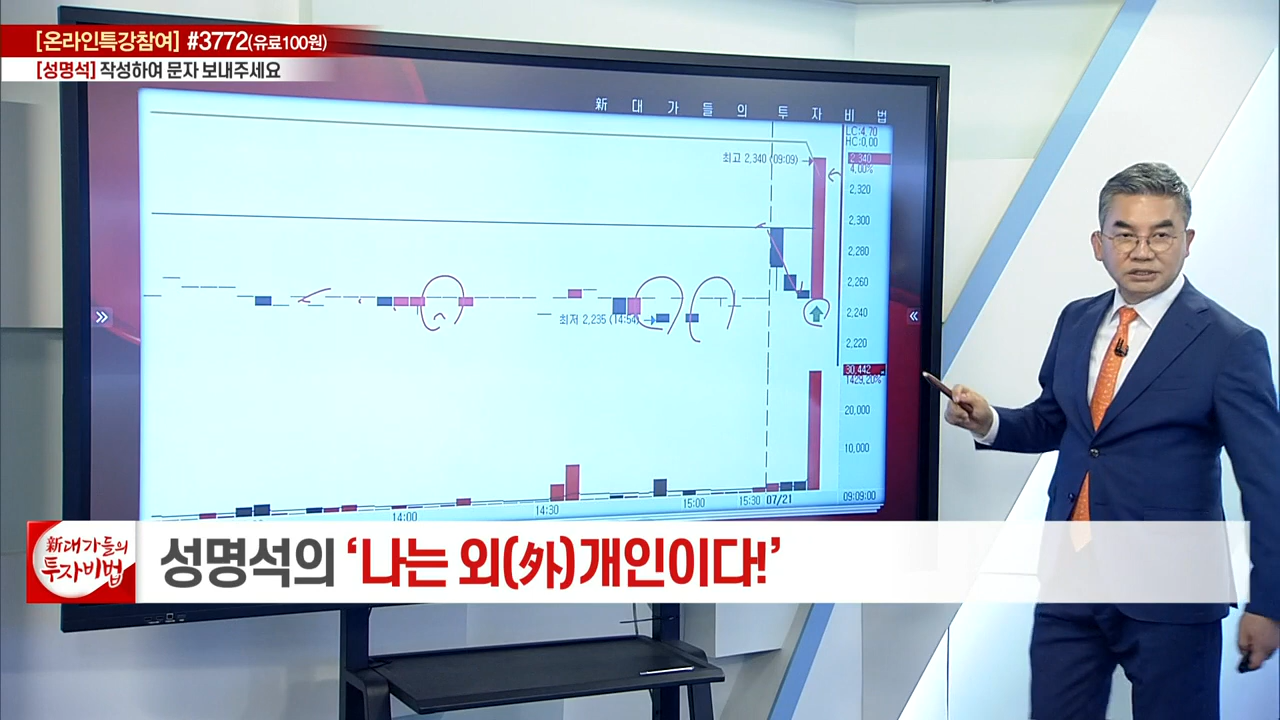 [온라인특강참여] #3772(유료100원)
[성명석] 작성하여 문자 보내주세요
新 대 가 들 의 투 자 비 법
LC:4.70
HC:0.00
최고 2,340 (09:09)
2,340
4.00%
2,320
2,300
2,280
2,260
2,240
2,220
최저 2,235 (14:54)
30,442
1429.20%
20,000
10,000
14:00
14:30
15:00
15:30
07/21
09:09:00
新대가들의
투자비법
성명석의 ‘나는 외(外)개인이다!’